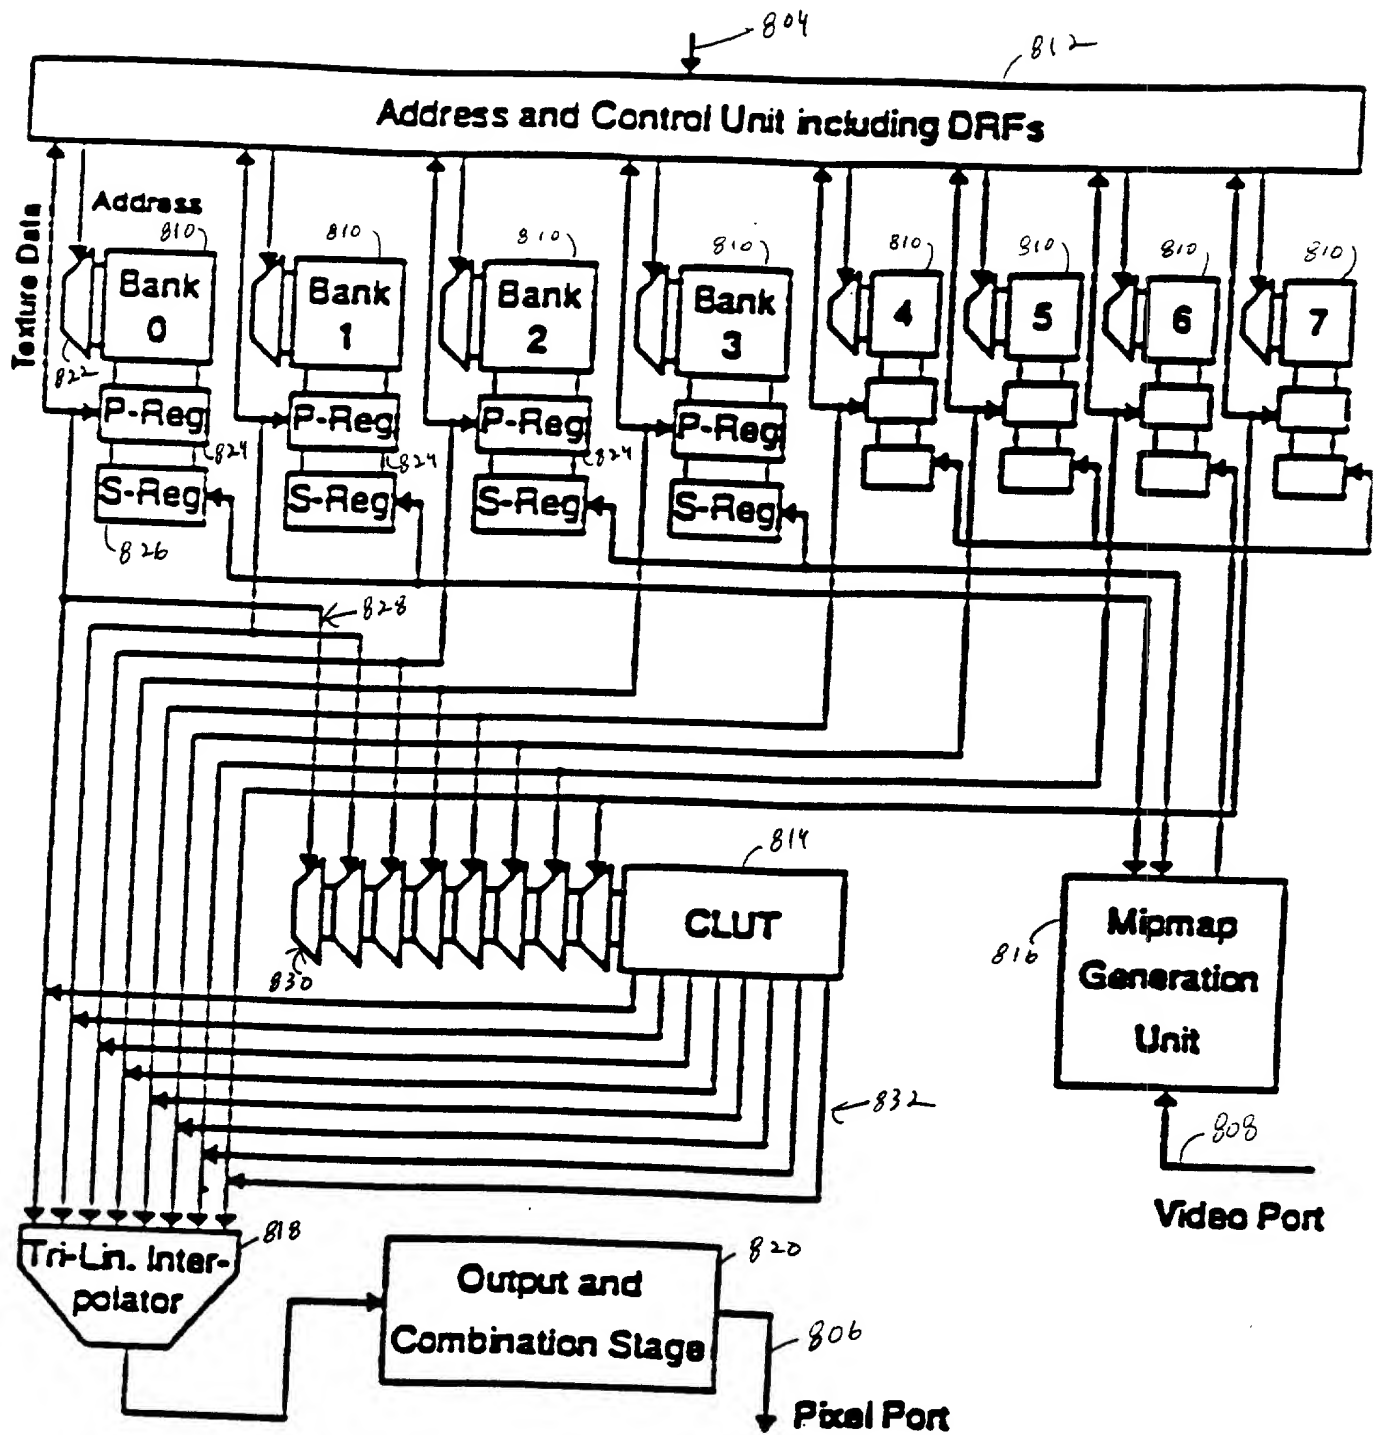 804
812
Address and Control Unit including DRFs
Texture Data
Address
810
810
810
810
810
810
810
810
Bank
0
Bank
1
Bank
2
Bank
3
4
5
6
7
822
P-Reg
P-Reg
P-Reg
P-Reg
824
824
824
S-Reg
S-Reg
S-Reg
S-Reg
826
828
814
CLUT
830
816
Mipmap
Generation
Unit
832
808
Video Port
818
Tri-Lin. Inter-
polator
820
Output and
Combination Stage
806
Pixel Port